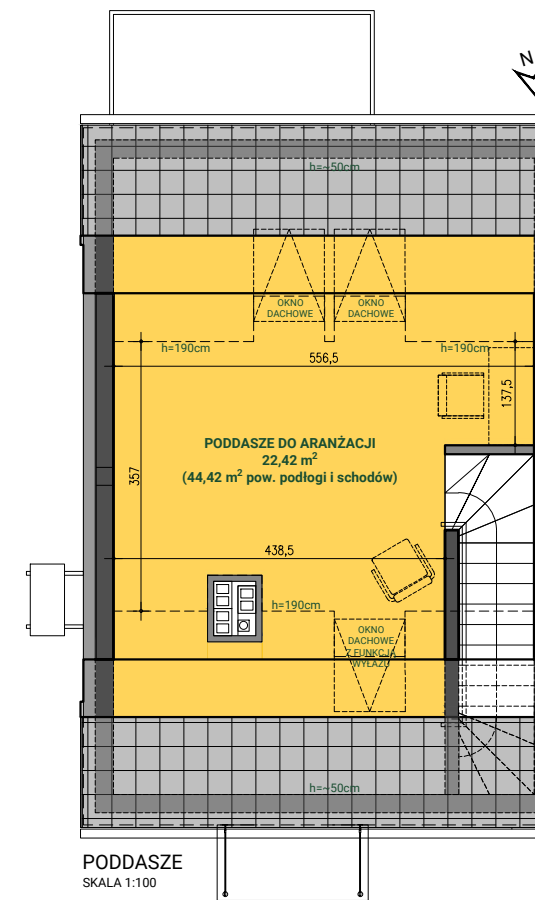 N
h=~50cm
OKNO
DACHOWE
OKNO
DACHOWE
h=190cm
h=190cm
556,5
137,5
PODDASZE DO ARANŻACJI
22,42 m²
(44,42 m² pow. podłogi i schodów)
357
438,5
h=190cm
OKNO
DACHOWE
Z FUNKCJĄ
WYŁAZU
h=~50cm
PODDASZE
SKALA 1:100